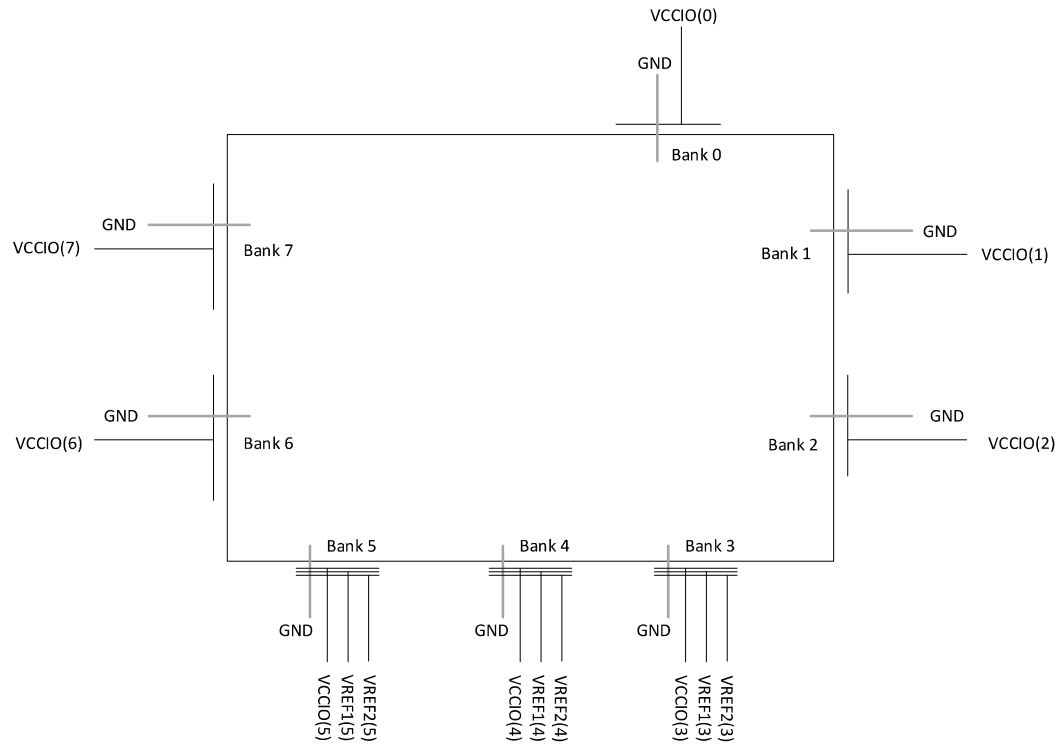 VCCIO(0)
GND
Bank 0
GND
VCCIO(7)
Bank 7
GND
Bank 1
VCCIO(1)
GND
VCCIO(6)
Bank 6
GND
Bank 2
VCCIO(2)
Bank 5
Bank 4
Bank 3
GND
GND
GND
VCCIO(5)
VREF1(5)
VREF2(5)
VCCIO(4)
VREF1(4)
VREF2(4)
VCCIO(3)
VREF1(3)
VREF2(3)